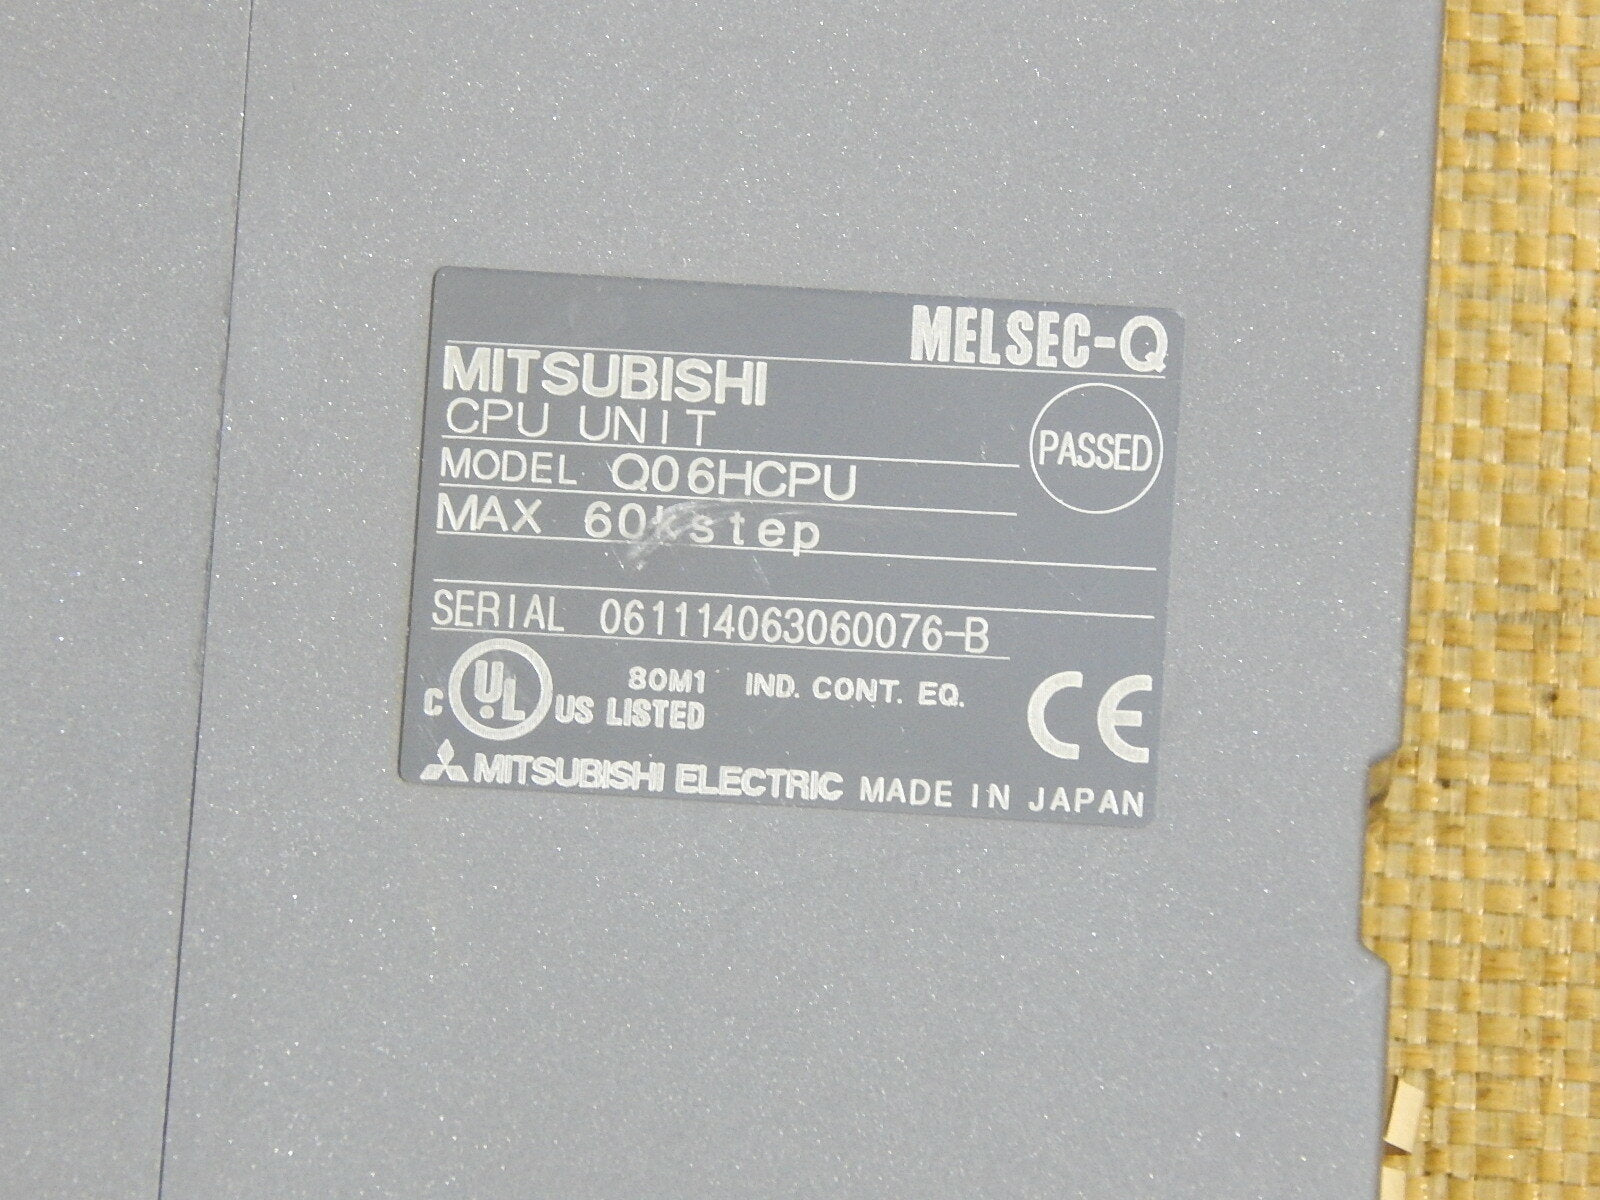 MELSEC-Q
MITSUBISHI
CPU UNIT
PASSED
MODEL Q06HCPU
MAX 60kstep
SERIAL 061114063060076-B
C UL US LISTED
80M1 IND. CONT. EQ.
CE
MITSUBISHI ELECTRIC MADE IN JAPAN